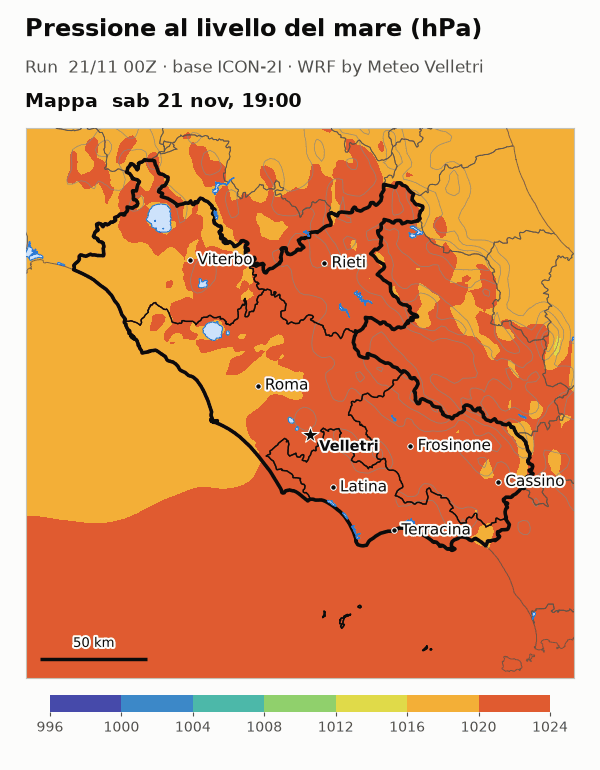 Pressione al livello del mare (hPa)
Run  21/11 00Z · base ICON-2I · WRF by Meteo Velletri
Mappa  sab 21 nov, 19:00
Viterbo
Rieti
Roma
Velletri
Frosinone
Cassino
Latina
Terracina
50 km
996 1000 1004 1008 1012 1016 1020 1024